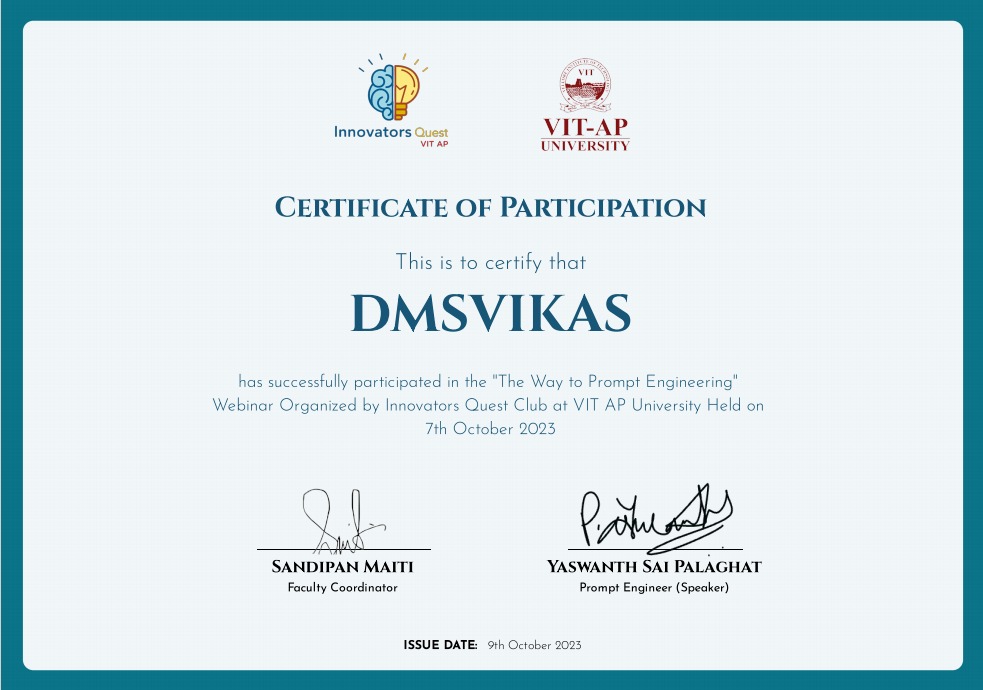 Innovators Quest
VIT AP
VIT
VIT-AP
UNIVERSITY
CERTIFICATE OF PARTICIPATION
This is to certify that
DMSVIKAS
has successfully participated in the "The Way to Prompt Engineering"
Webinar Organized by Innovators Quest Club at VIT AP University Held on
7th October 2023
SANDIPAN MAITI
Faculty Coordinator
YASWANTH SAI PALAGHAT
Prompt Engineer (Speaker)
ISSUE DATE: 9th October 2023